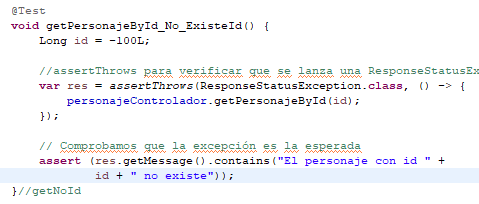 @Test
void getPersonajeById_No_ExisteId() {
Long id = -100L;
//assertThrows para verificar que se lanza una ResponseStatusEx
var res = assertThrows(ResponseStatusException.class, () -> {
personajeControlador.getPersonajeById(id);
});
// Comprobamos que la excepción es la esperada
assert (res.getMessage().contains("El personaje con id " +
id + " no existe"));
}//getNoId